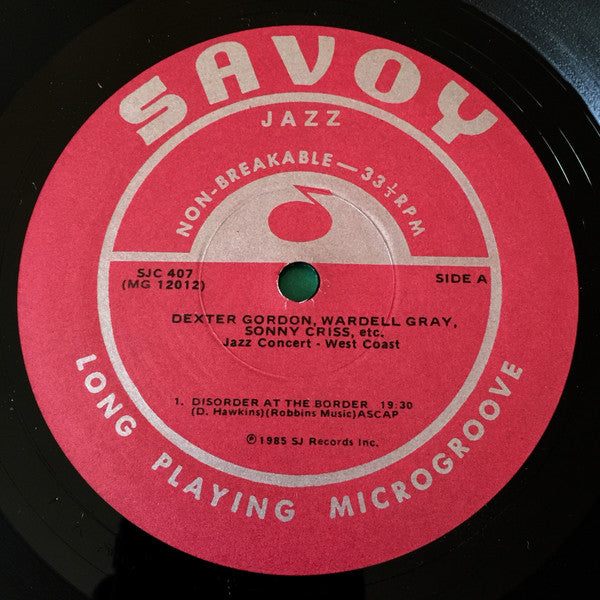 SAVOY
JAZZ
NON-BREAKABLE—33⅓RPM
SJC 407
(MG 12012)
SIDE A
DEXTER GORDON, WARDELL GRAY,
SONNY CRISS, etc.
Jazz Concert - West Coast
1. DISORDER AT THE BORDER 19:30
(D. Hawkins)(Robbins Music)ASCAP
℗1985 SJ Records Inc.
LONG PLAYING MICROGROOVE